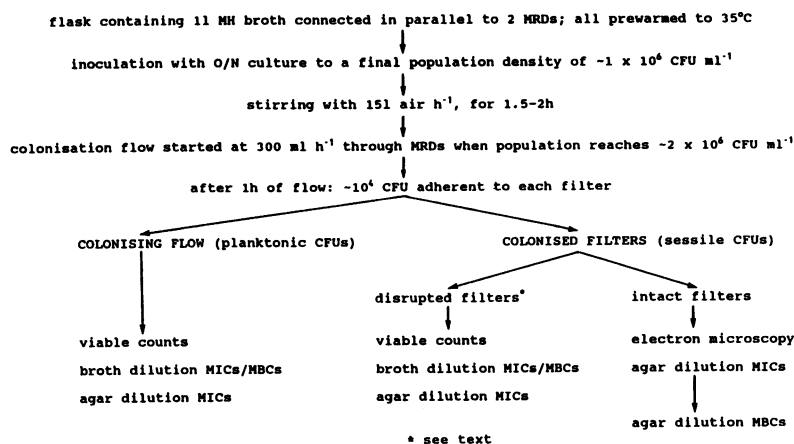 flask containing 1l MH broth connected in parallel to 2 MRDs; all prewarmed to 35°C
inoculation with O/N culture to a final population density of ~1 x 10⁶ CFU ml⁻¹
stirring with 15l air h⁻¹, for 1.5-2h
colonisation flow started at 300 ml h⁻¹ through MRDs when population reaches ~2 x 10⁶ CFU ml⁻¹
after 1h of flow: ~10⁴ CFU adherent to each filter
COLONISING FLOW (planktonic CFUs)
COLONISED FILTERS (sessile CFUs)
disrupted filters*
intact filters
viable counts
broth dilution MICs/MBCs
agar dilution MICs
viable counts
broth dilution MICs/MBCs
agar dilution MICs
electron microscopy
agar dilution MICs
agar dilution MBCs
* see text